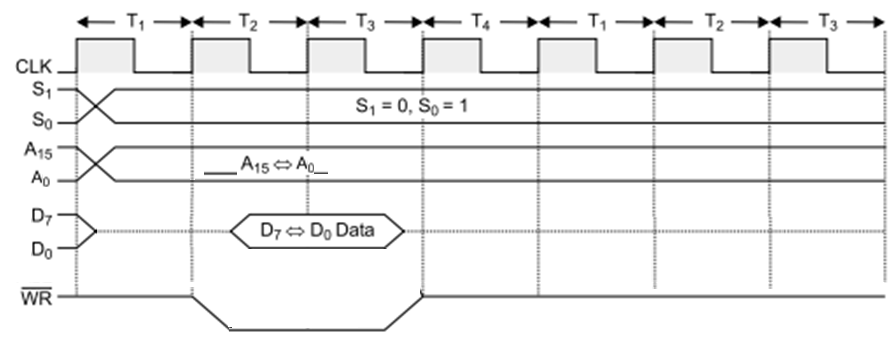 T₁ T₂ T₃ T₄ T₁ T₂ T₃
CLK
S₁
S₁ = 0, S₀ = 1
S₀
A₁₅
A₁₅ ⇔ A₀
A₀
D₇
D₇ ⇔ D₀ Data
D₀
W̅R̅